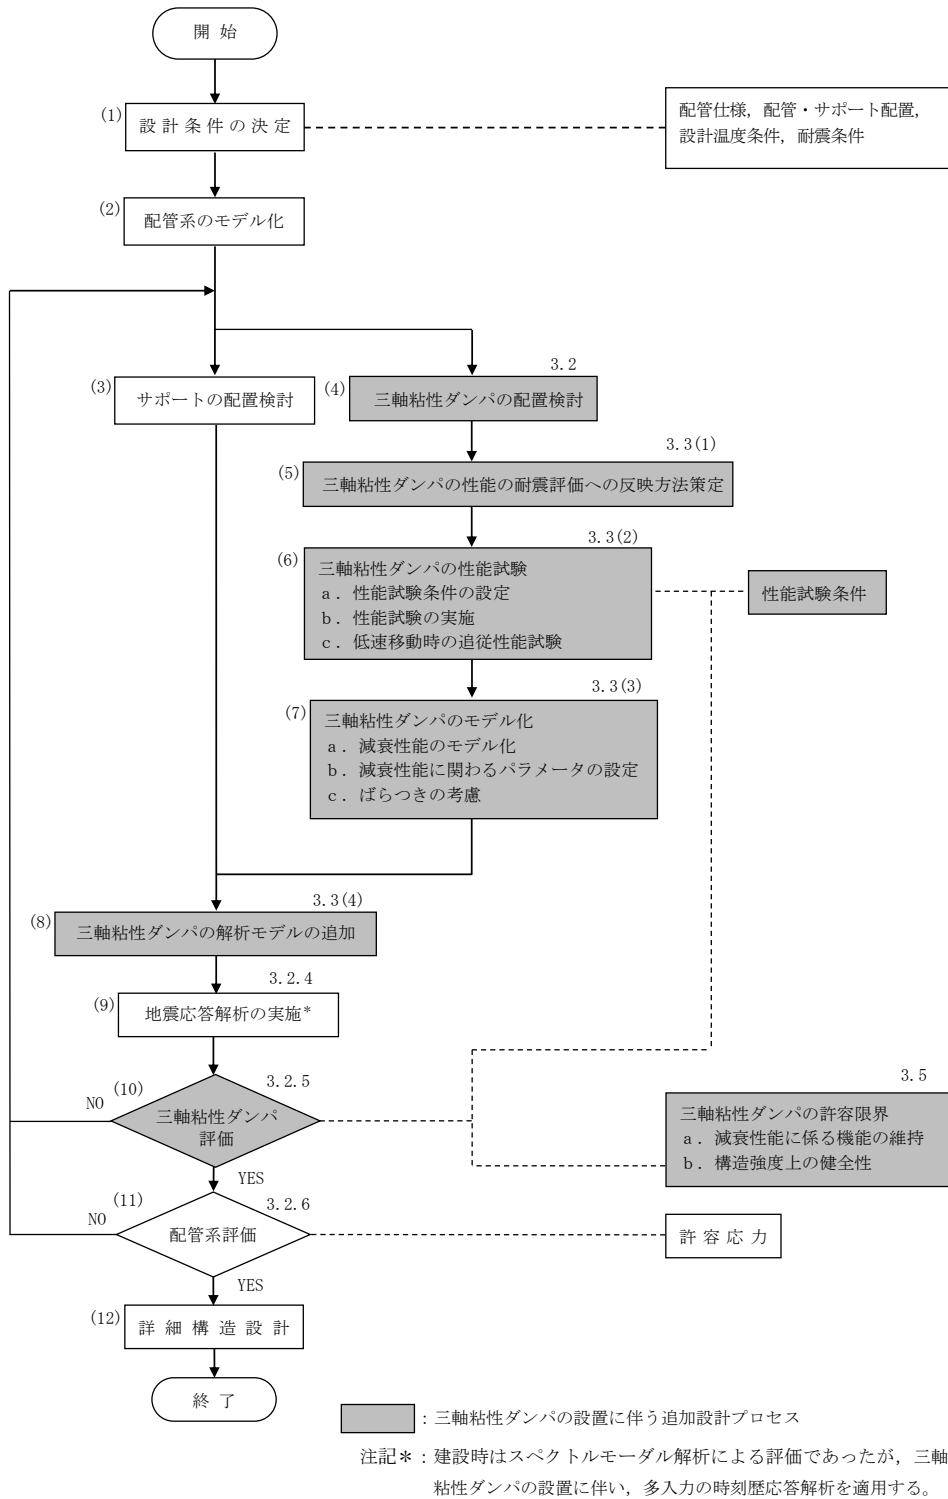 開 始
(1)
設 計 条 件 の 決 定
配管仕様，配管・サポート配置，
設計温度条件，耐震条件
(2)
配管系のモデル化
(3)
サポートの配置検討
3.2
(4)
三軸粘性ダンパの配置検討
3.3(1)
(5)
三軸粘性ダンパの性能の耐震評価への反映方法策定
3.3(2)
(6)
三軸粘性ダンパの性能試験
a．性能試験条件の設定
b．性能試験の実施
c．低速移動時の追従性能試験
性能試験条件
3.3(3)
(7)
三軸粘性ダンパのモデル化
a．減衰性能のモデル化
b．減衰性能に関わるパラメータの設定
c．ばらつきの考慮
3.3(4)
(8)
三軸粘性ダンパの解析モデルの追加
3.2.4
(9)
地震応答解析の実施*
3.2.5
(10)
NO
三軸粘性ダンパ
評価
YES
3.5
三軸粘性ダンパの許容限界
a．減衰性能に係る機能の維持
b．構造強度上の健全性
3.2.6
(11)
NO
配管系評価
YES
許 容 応 力
(12)
詳 細 構 造 設 計
終 了
：三軸粘性ダンパの設置に伴う追加設計プロセス
注記＊：建設時はスペクトルモーダル解析による評価であったが，三軸
粘性ダンパの設置に伴い，多入力の時刻歴応答解析を適用する。